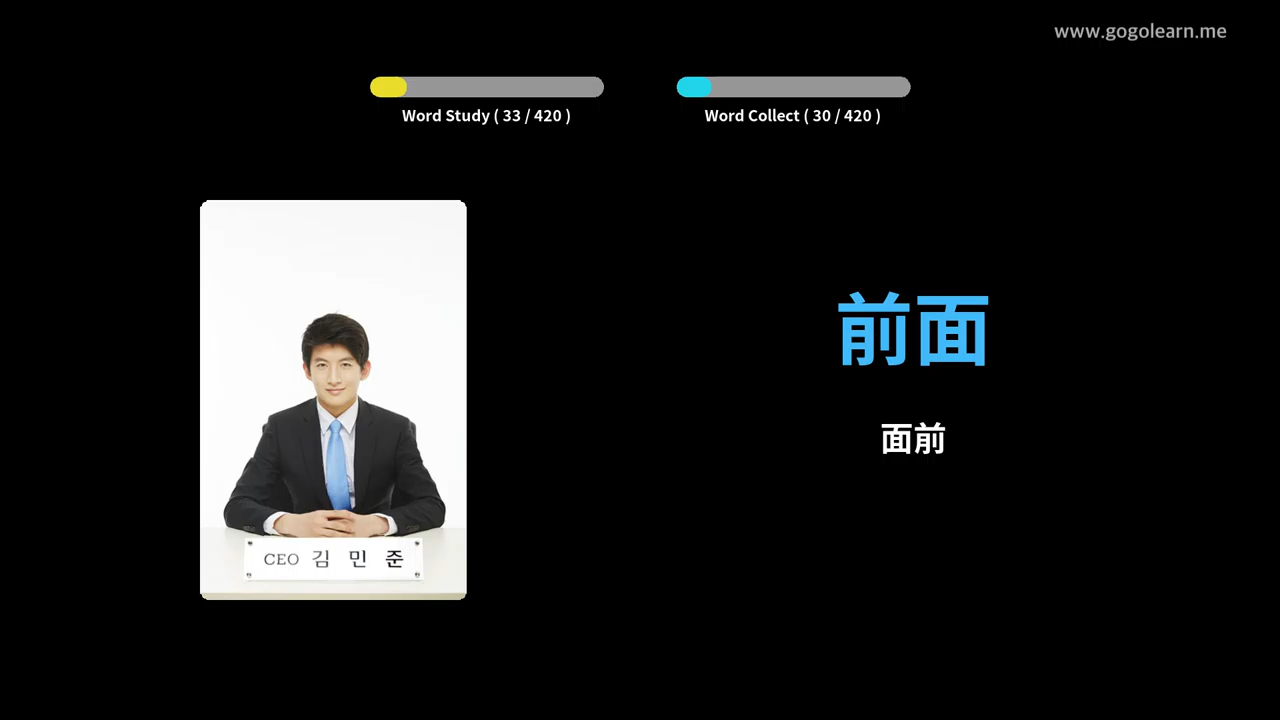 www.gogolearn.me
Word Study ( 33 / 420 )
Word Collect ( 30 / 420 )
前面
面前
CEO 김 민 준